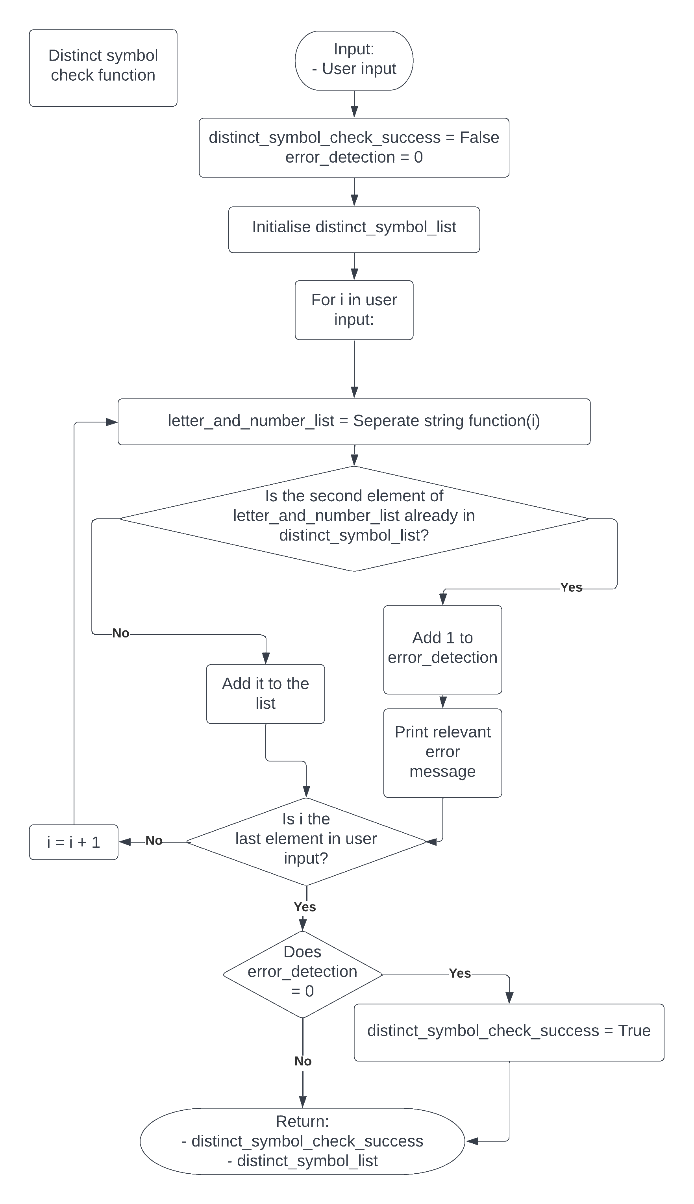 Distinct symbol
check function
Input:
- User input
distinct_symbol_check_success = False
error_detection = 0
Initialise distinct_symbol_list
For i in user
input:
letter_and_number_list = Seperate string function(i)
Is the second element of
letter_and_number_list already in
distinct_symbol_list?
Yes
No
Add 1 to
error_detection
Add it to the
list
Print relevant
error
message
Is i the
last element in user
input?
No
i = i + 1
Yes
Does
error_detection
= 0
Yes
distinct_symbol_check_success = True
No
Return:
- distinct_symbol_check_success
- distinct_symbol_list